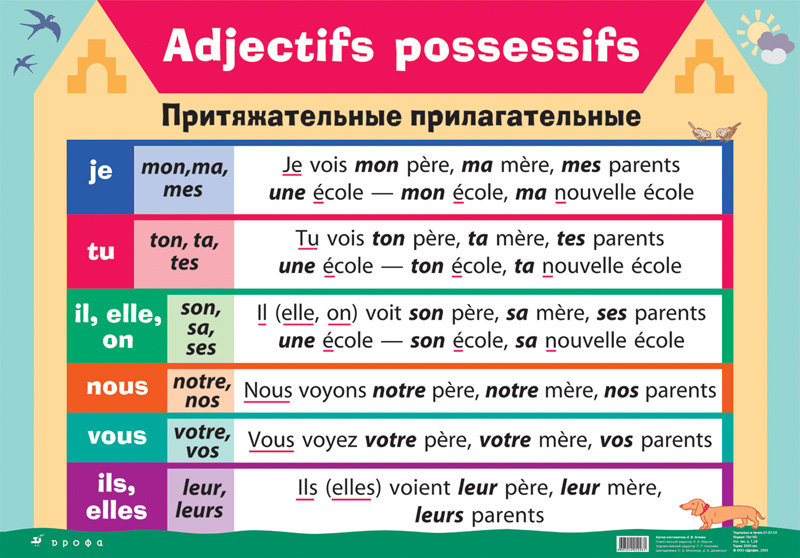 Adjectifs possessifs
Притяжательные прилагательные
je
mon,ma,
mes
Je vois mon père, ma mère, mes parents
une école — mon école, ma nouvelle école
tu
ton, ta,
tes
Tu vois ton père, ta mère, tes parents
une école — ton école, ta nouvelle école
il, elle,
on
son,
sa,
ses
Il (elle, on) voit son père, sa mère, ses parents
une école — son école, sa nouvelle école
nous
notre,
nos
Nous voyons notre père, notre mère, nos parents
vous
votre,
vos
Vous voyez votre père, votre mère, vos parents
ils,
elles
leur,
leurs
Ils (elles) voient leur père, leur mère,
leurs parents
дрофа